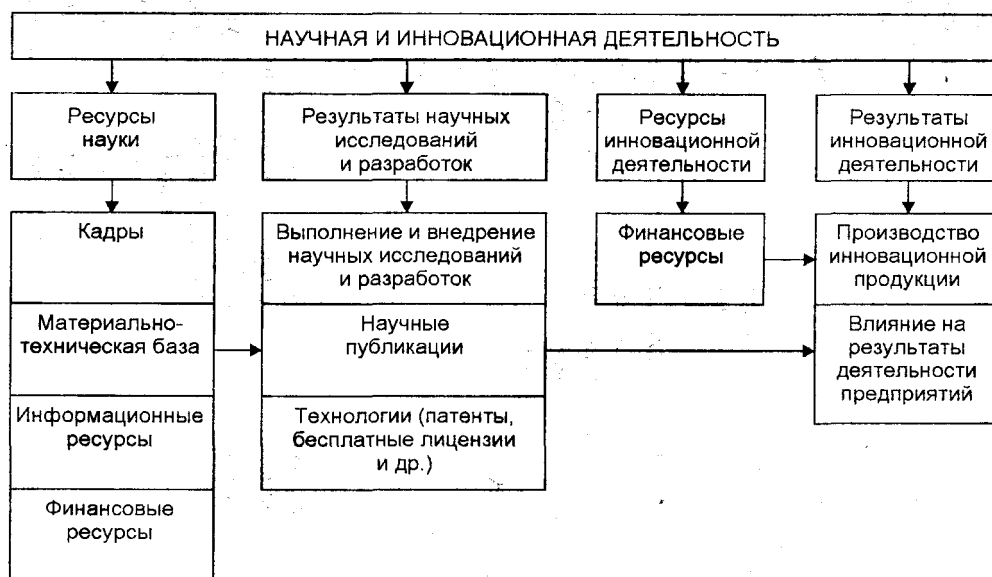 НАУЧНАЯ И ИННОВАЦИОННАЯ ДЕЯТЕЛЬНОСТЬ
Ресурсы
науки
Результаты научных
исследований
и разработок
Ресурсы
инновационной
деятельности
Результаты
инновационной
деятельности
Кадры
Материально-
техническая база
Информационные
ресурсы
Финансовые
ресурсы
Выполнение и внедрение
научных исследований
и разработок
Научные
публикации
Технологии (патенты,
бесплатные лицензии
и др.)
Финансовые
ресурсы
Производство
инновационной
продукции
Влияние на
результаты
деятельности
предприятий